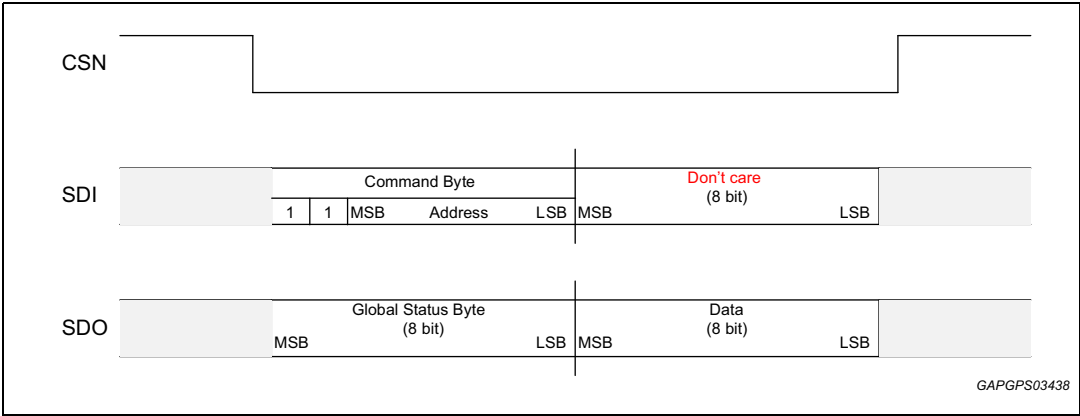 CSN
SDI
Command Byte
Don't care
(8 bit)
1 1 MSB Address LSB MSB LSB
SDO
Global Status Byte
(8 bit)
Data
(8 bit)
MSB LSB MSB LSB
GAPGPS03438